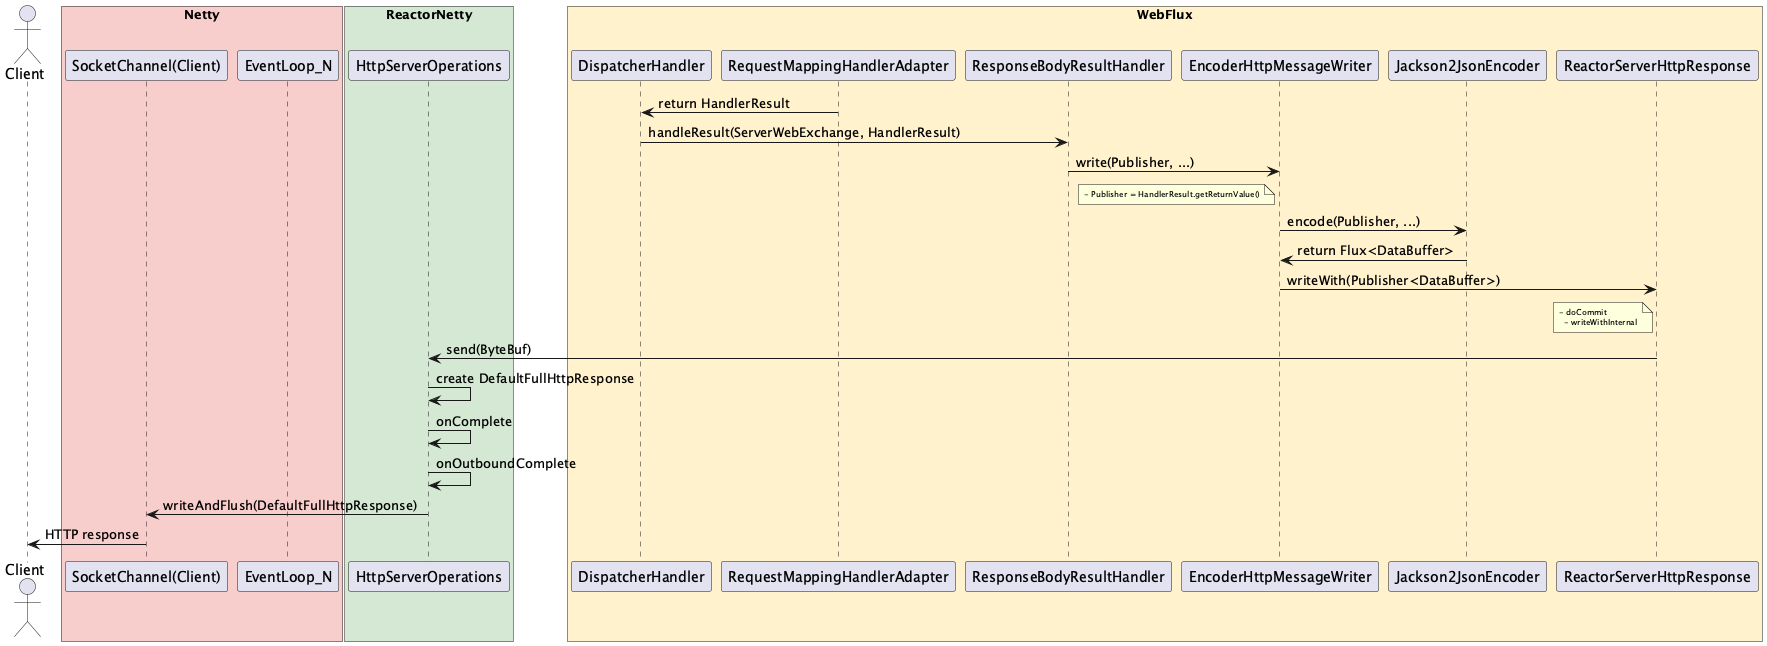 Netty
ReactorNetty
WebFlux
Client
SocketChannel(Client)
EventLoop_N
HttpServerOperations
DispatcherHandler
RequestMappingHandlerAdapter
ResponseBodyResultHandler
EncoderHttpMessageWriter
Jackson2JsonEncoder
ReactorServerHttpResponse
return HandlerResult
handleResult(ServerWebExchange, HandlerResult)
write(Publisher, ...)
- Publisher = HandlerResult.getReturnValue()
encode(Publisher, ...)
return Flux<DataBuffer>
writeWith(Publisher<DataBuffer>)
- doCommit
- writeWithInternal
send(ByteBuf)
create DefaultFullHttpResponse
onComplete
onOutboundComplete
writeAndFlush(DefaultFullHttpResponse)
HTTP response
Client
SocketChannel(Client)
EventLoop_N
HttpServerOperations
DispatcherHandler
RequestMappingHandlerAdapter
ResponseBodyResultHandler
EncoderHttpMessageWriter
Jackson2JsonEncoder
ReactorServerHttpResponse